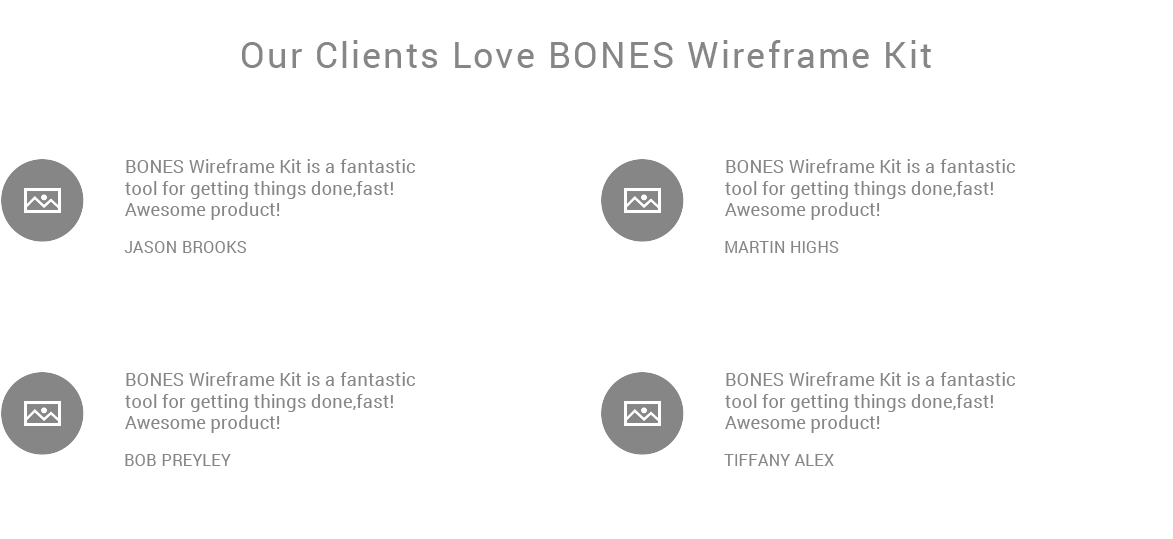 Our Clients Love BONES Wireframe Kit
BONES Wireframe Kit is a fantastic
tool for getting things done,fast!
Awesome product!
JASON BROOKS
BONES Wireframe Kit is a fantastic
tool for getting things done,fast!
Awesome product!
MARTIN HIGHS
BONES Wireframe Kit is a fantastic
tool for getting things done,fast!
Awesome product!
BOB PREYLEY
BONES Wireframe Kit is a fantastic
tool for getting things done,fast!
Awesome product!
TIFFANY ALEX